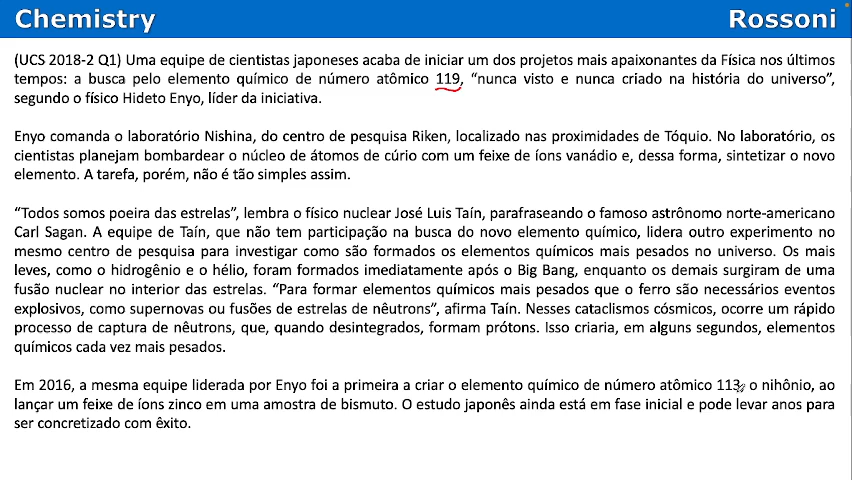 Chemistry
Rossoni
(UCS 2018-2 Q1) Uma equipe de cientistas japoneses acaba de iniciar um dos projetos mais apaixonantes da Física nos últimos
tempos: a busca pelo elemento químico de número atômico 119, “nunca visto e nunca criado na história do universo”,
segundo o físico Hideto Enyo, líder da iniciativa.
Enyo comanda o laboratório Nishina, do centro de pesquisa Riken, localizado nas proximidades de Tóquio. No laboratório, os
cientistas planejam bombardear o núcleo de átomos de cúrio com um feixe de íons vanádio e, dessa forma, sintetizar o novo
elemento. A tarefa, porém, não é tão simples assim.
“Todos somos poeira das estrelas”, lembra o físico nuclear José Luis Taín, parafraseando o famoso astrônomo norte-americano
Carl Sagan. A equipe de Taín, que não tem participação na busca do novo elemento químico, lidera outro experimento no
mesmo centro de pesquisa para investigar como são formados os elementos químicos mais pesados no universo. Os mais
leves, como o hidrogênio e o hélio, foram formados imediatamente após o Big Bang, enquanto os demais surgiram de uma
fusão nuclear no interior das estrelas. “Para formar elementos químicos mais pesados que o ferro são necessários eventos
explosivos, como supernovas ou fusões de estrelas de nêutrons”, afirma Taín. Nesses cataclismos cósmicos, ocorre um rápido
processo de captura de nêutrons, que, quando desintegrados, formam prótons. Isso criaria, em alguns segundos, elementos
químicos cada vez mais pesados.
Em 2016, a mesma equipe liderada por Enyo foi a primeira a criar o elemento químico de número atômico 113, o nihônio, ao
lançar um feixe de íons zinco em uma amostra de bismuto. O estudo japonês ainda está em fase inicial e pode levar anos para
ser concretizado com êxito.